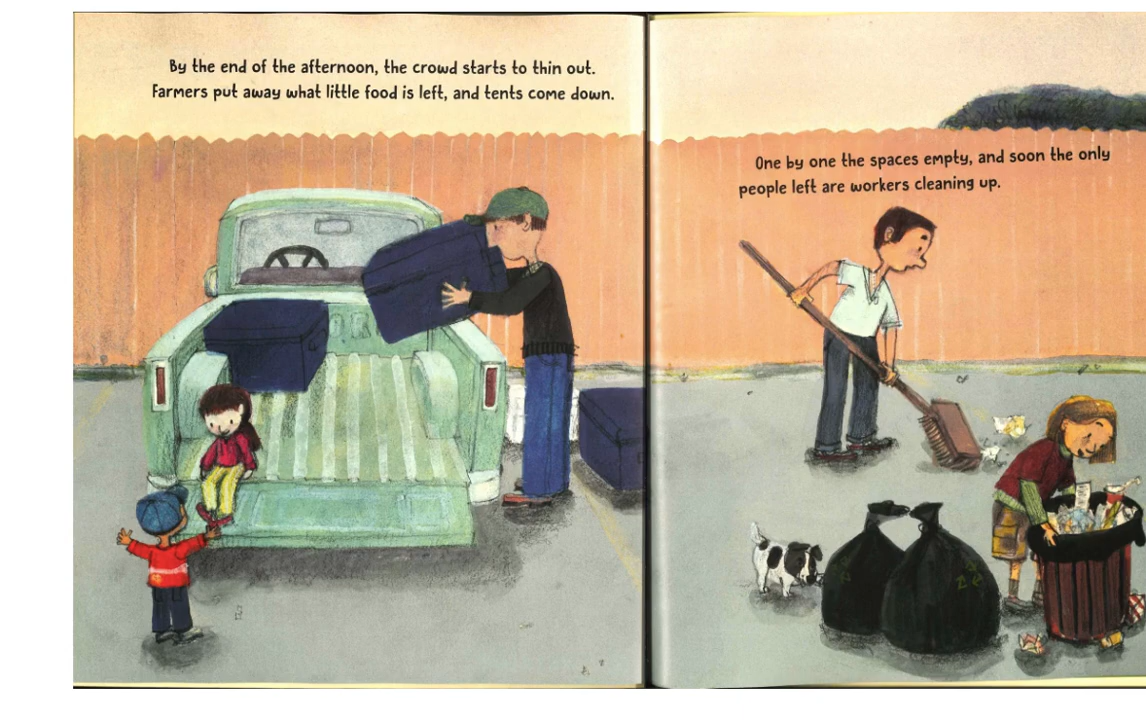 By the end of the afternoon, the crowd starts to thin out.
Farmers put away what little food is left, and tents come down.
One by one the spaces empty, and soon the only
people left are workers cleaning up.